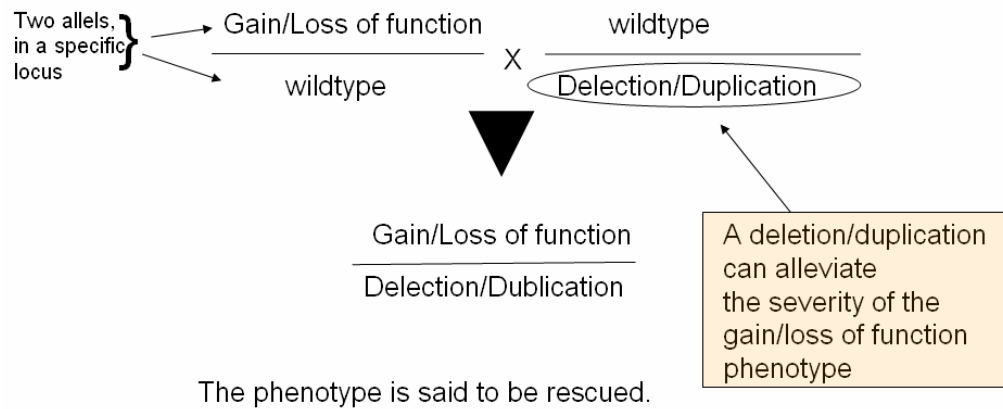 Two allels,
in a specific
locus
Gain/Loss of function
wildtype
X
wildtype
Delection/Duplication
Gain/Loss of function
Delection/Dublication
A deletion/duplication
can alleviate
the severity of the
gain/loss of function
phenotype
The phenotype is said to be rescued.